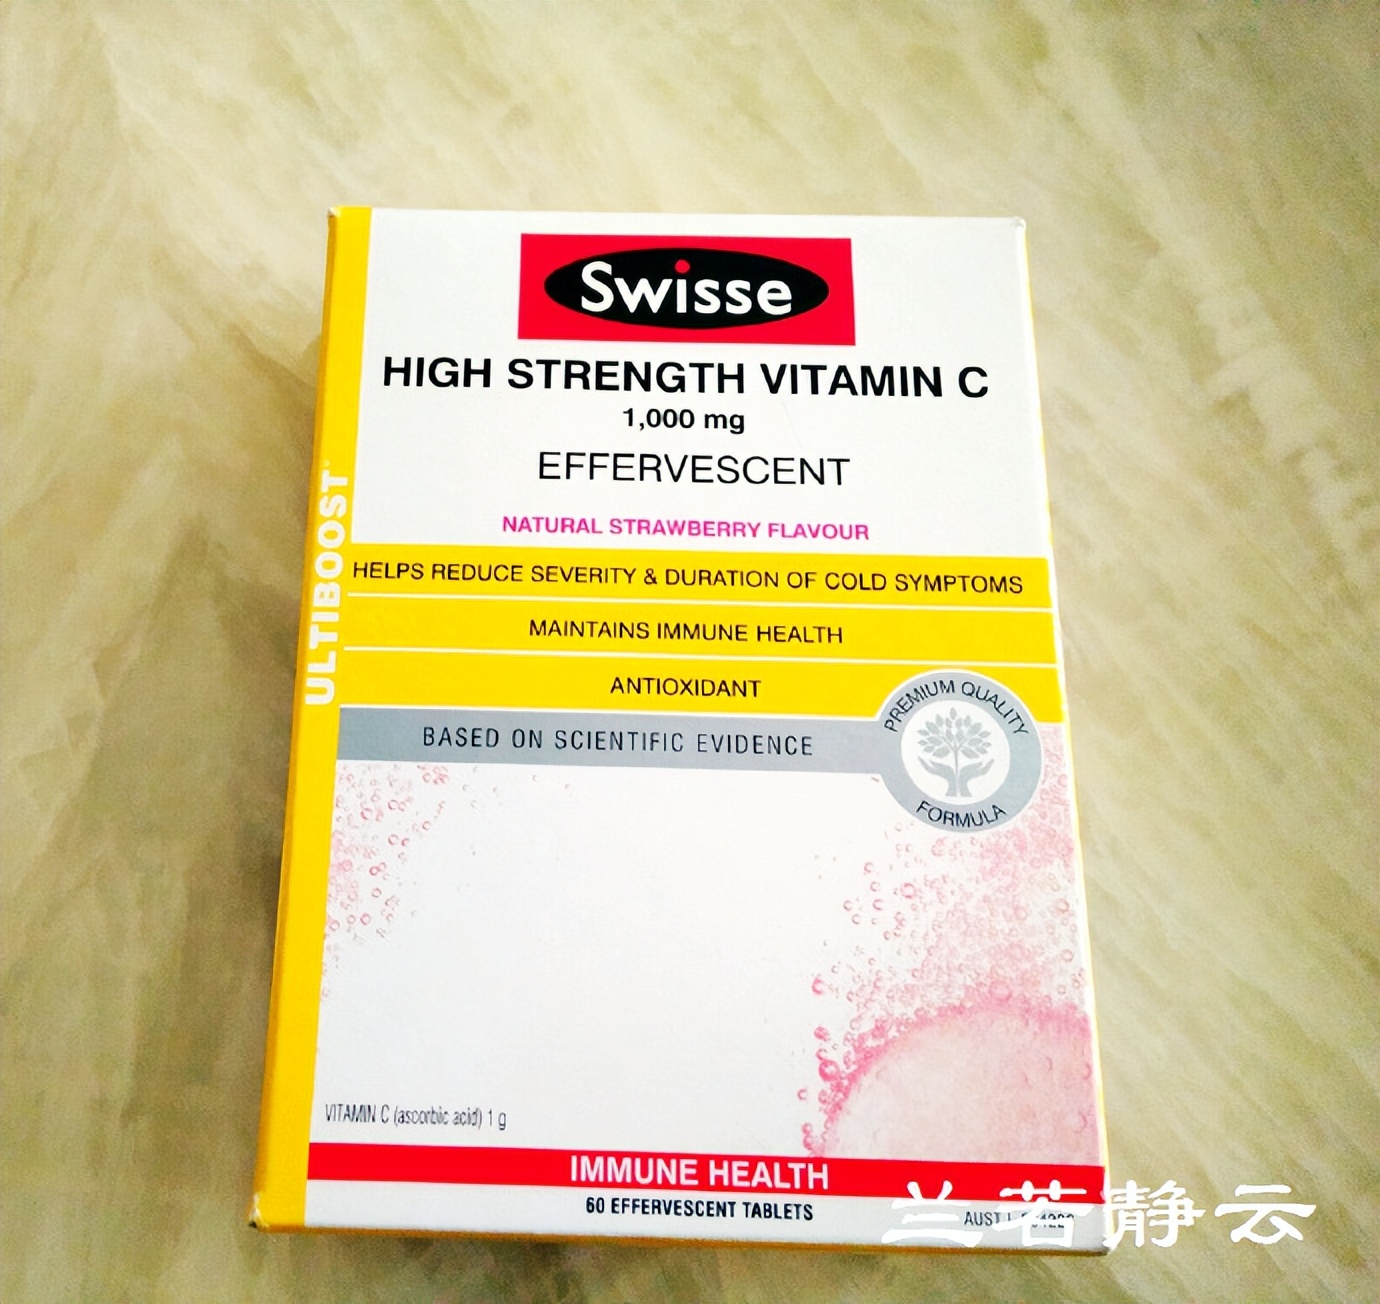 Swisse
HIGH STRENGTH VITAMIN C
1,000 mg
EFFERVESCENT
NATURAL STRAWBERRY FLAVOUR
ULTIBOOST
HELPS REDUCE SEVERITY & DURATION OF COLD SYMPTOMS
MAINTAINS IMMUNE HEALTH
ANTIOXIDANT
BASED ON SCIENTIFIC EVIDENCE
PREMIUM QUALITY
FORMULA
VITAMIN C (ascorbic acid) 1 g
IMMUNE HEALTH
60 EFFERVESCENT TABLETS
AUST L
兰若静云